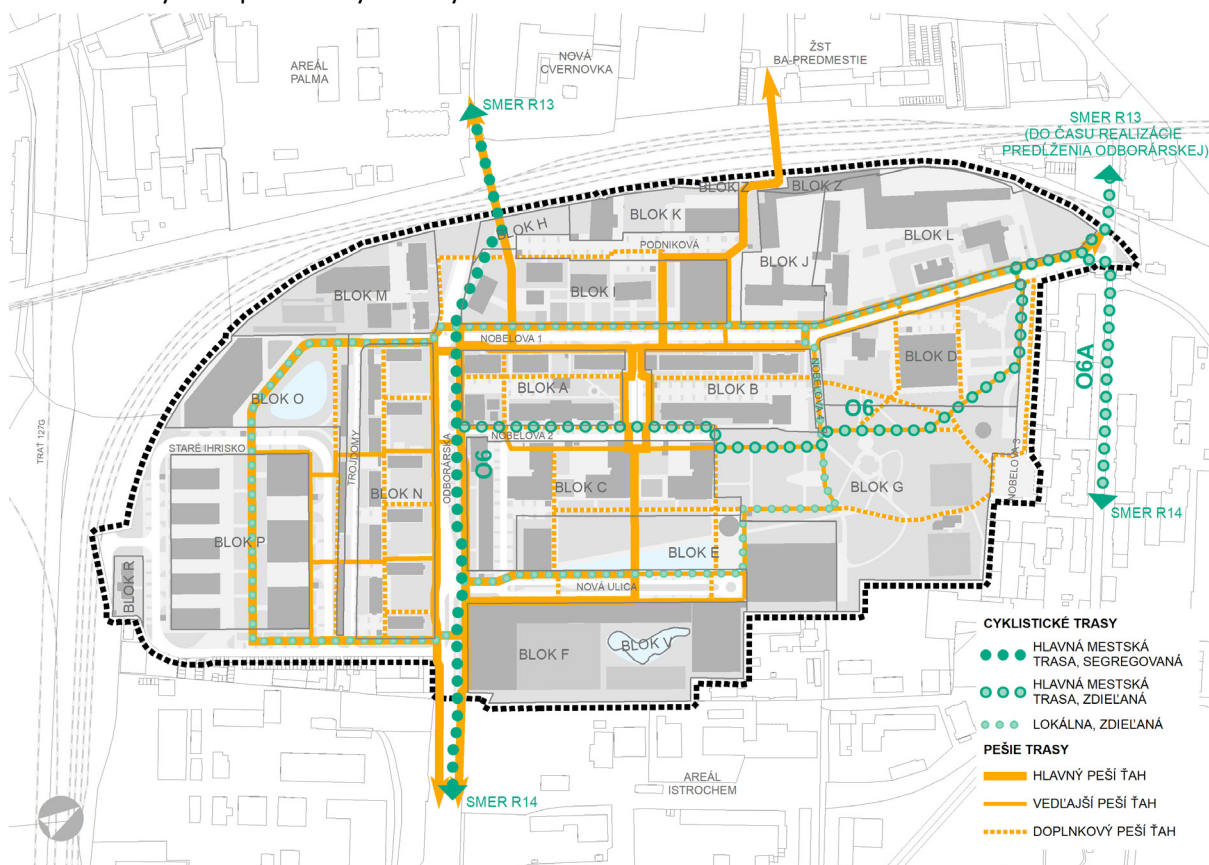 AREÁL
PALMA
NOVÁ
CVERNOVKA
ŽST
BA-PREDMESTIE
SMER R13
SMER R13
(DO ČASU REALIZÁCIE
PREDĹŽENIA ODBORÁRSKEJ)
BLOK Z
BLOK Z
BLOK K
BLOK H
BLOK L
PODNIKOVÁ
BLOK J
BLOK M
BLOK I
NOBELOVA 1
BLOK D
BLOK A
BLOK B
BLOK O
O6
O6A
NOBELOVA 2
STARÉ IHRISKO
TROJDOMY
ODBORÁRSKA
O6
TRAŤ 127G
BLOK N
BLOK C
BLOK G
NOBELOVA 3
SMER R14
BLOK P
BLOK E
BLOK R
NOVÁ ULICA
BLOK F
BLOK V
AREÁL
ISTROCHEM
SMER R14
CYKLISTICKÉ TRASY
HLAVNÁ MESTSKÁ
TRASA, SEGREGOVANÁ
HLAVNÁ MESTSKÁ
TRASA, ZDIEĽANÁ
LOKÁLNA, ZDIEĽANÁ
PEŠIE TRASY
HLAVNÝ PEŠÍ ŤAH
VEDĽAJŠÍ PEŠÍ ŤAH
DOPLNKOVÝ PEŠÍ ŤAH